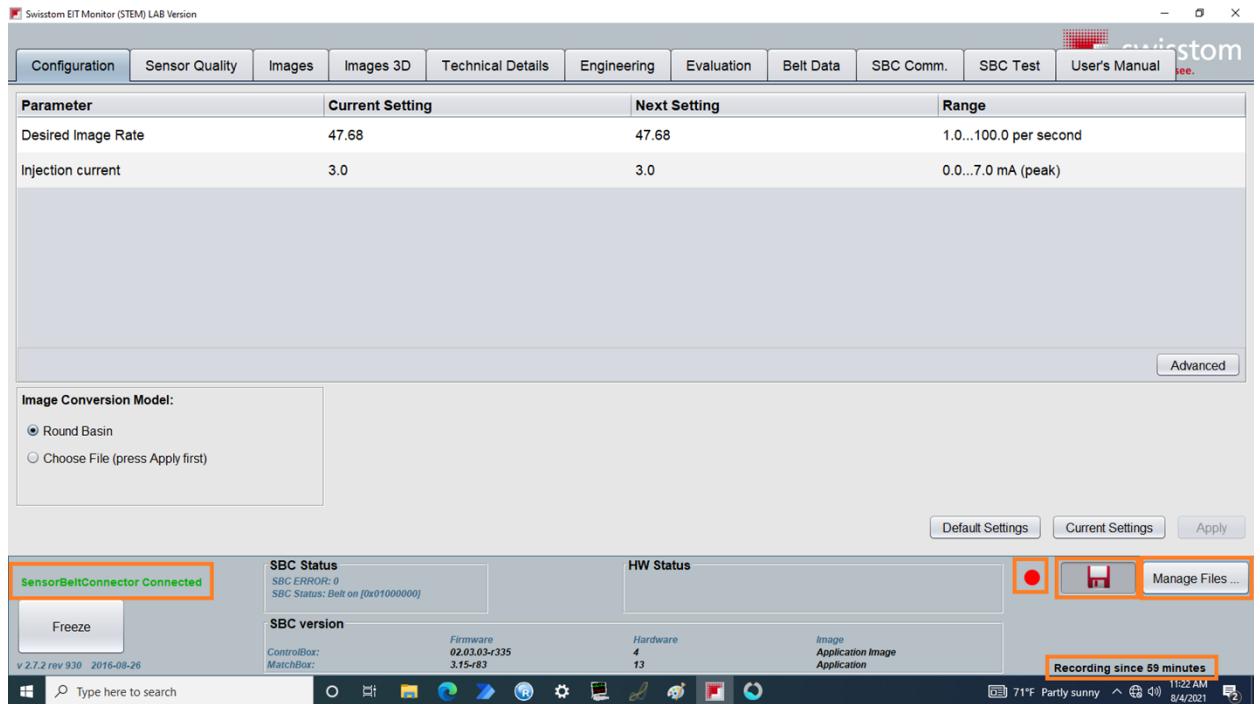 Swisstom EIT Monitor (STEM) LAB Version
swisstom
see.
Configuration Sensor Quality Images Images 3D Technical Details Engineering Evaluation Belt Data SBC Comm. SBC Test User's Manual
Parameter Current Setting Next Setting Range
Desired Image Rate 47.68 47.68 1.0...100.0 per second
Injection current 3.0 3.0 0.0...7.0 mA (peak)
Advanced
Image Conversion Model:
Round Basin
Choose File (press Apply first)
Default Settings Current Settings Apply
SensorBeltConnector Connected
Freeze
v 2.7.2 rev 930 2016-08-26
SBC Status
SBC ERROR: 0
SBC Status: Belt on [0x01000000]
HW Status
SBC version
Firmware Hardware Image
ControlBox: 02.03.03-r335 4 Application Image
MatchBox: 3.15-r83 13 Application
Manage Files ...
Recording since 59 minutes
Type here to search
71°F Partly sunny
11:22 AM
8/4/2021
2